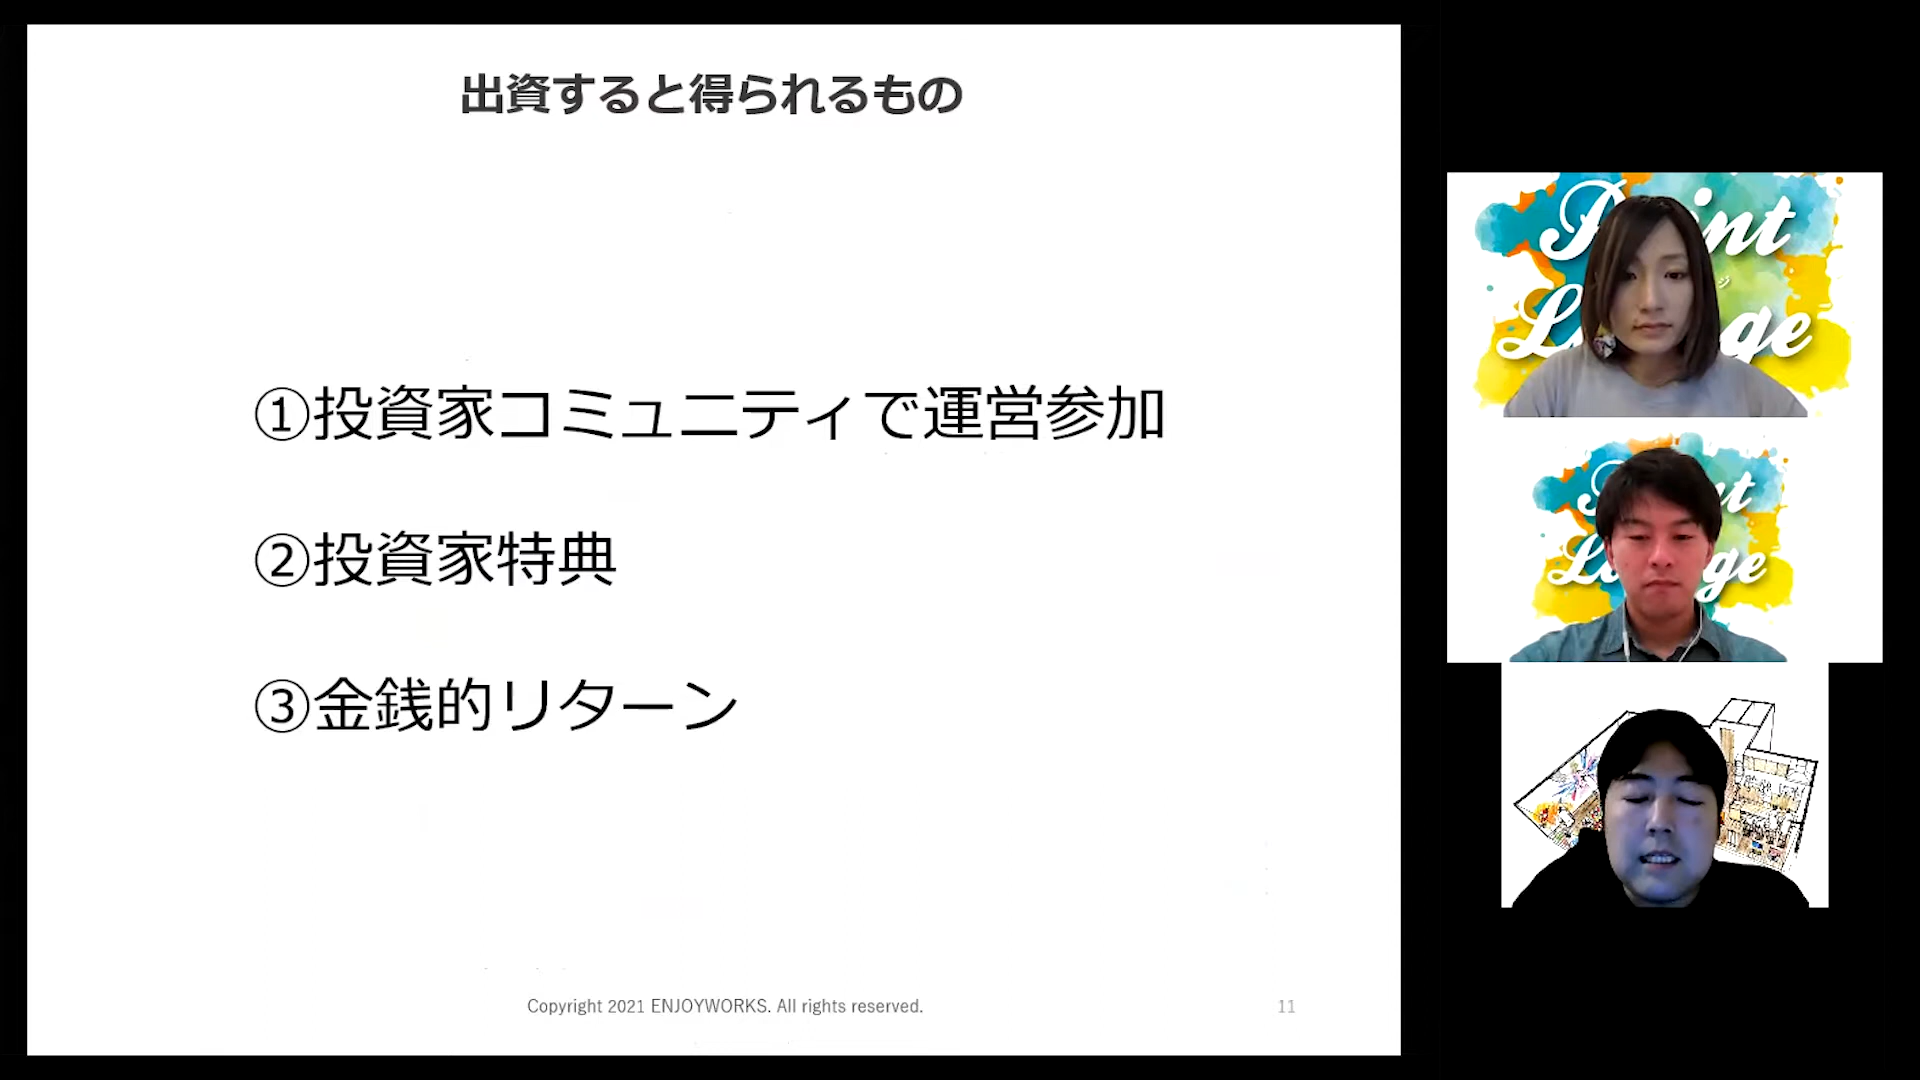 出資すると得られるもの
①投資家コミュニティで運営参加
②投資家特典
③金銭的リターン
Copyright 2021 ENJOYWORKS. All rights reserved.
11